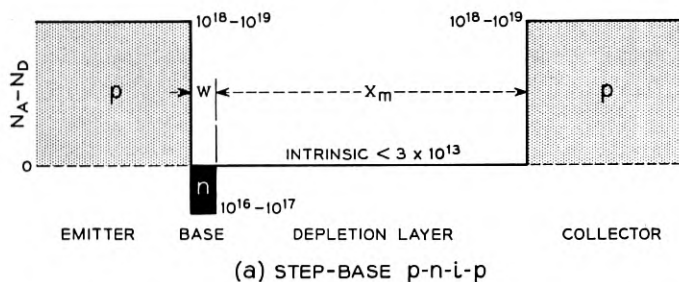 10¹⁸–10¹⁹
10¹⁸–10¹⁹
N_A–N_D
p
w
x_m
p
INTRINSIC < 3 x 10¹³
0
n
10¹⁶–10¹⁷
EMITTER BASE DEPLETION LAYER COLLECTOR
(a) STEP-BASE p-n-i-p